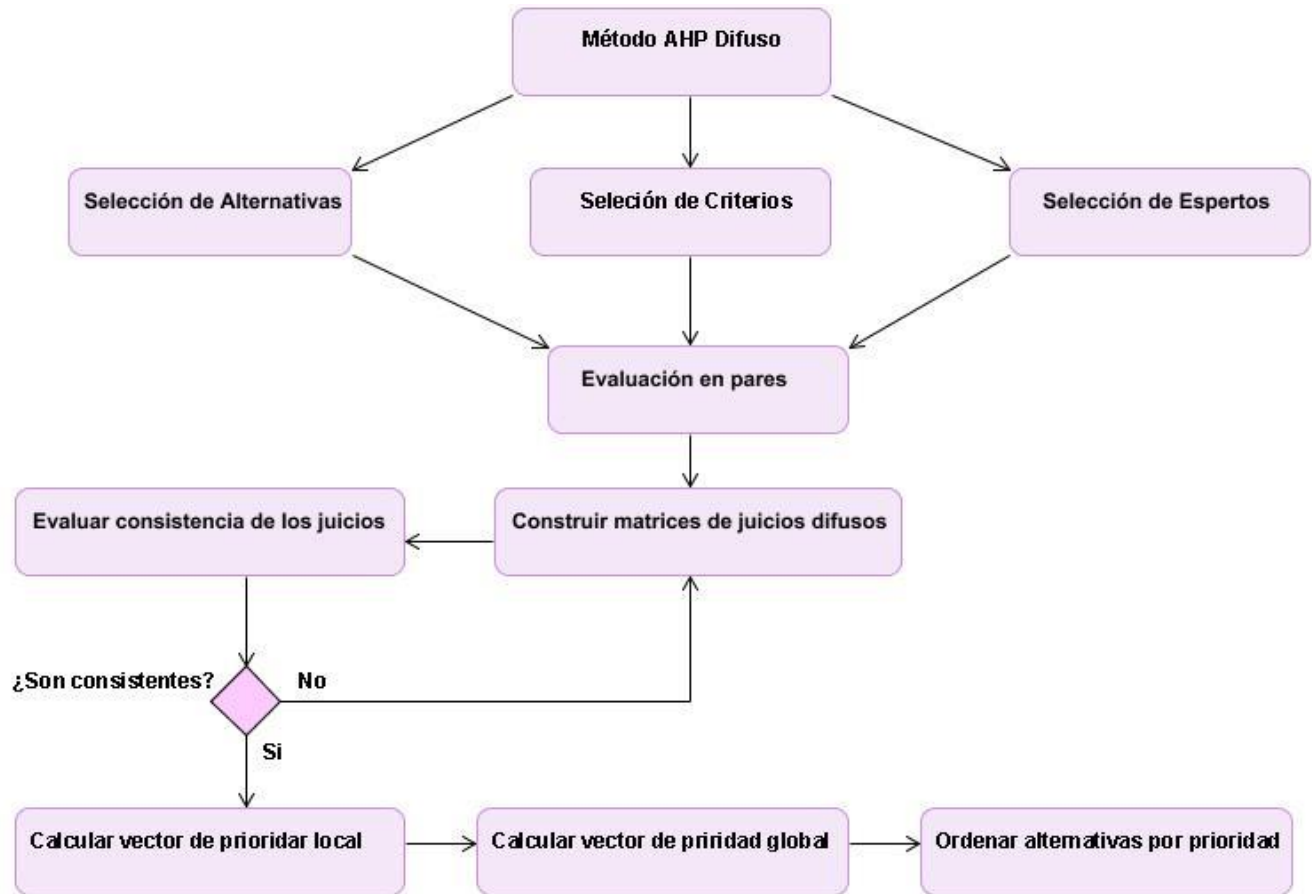 Método AHP Difuso
Selección de Alternativas
Seleción de Criterios
Selección de Espertos
Evaluación en pares
Evaluar consistencia de los juicios
Construir matrices de juicios difusos
¿Son consistentes?
No
Si
Calcular vector de prioridar local
Calcular vector de priridad global
Ordenar alternativas por prioridad